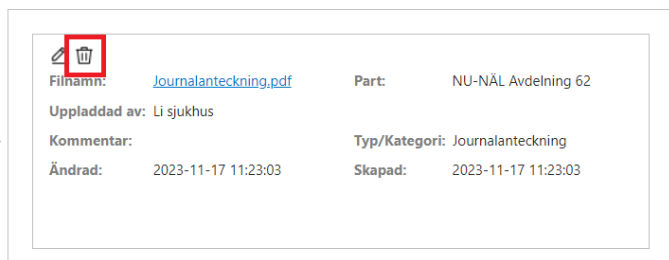 Filnamn: Journalanteckning.pdf Part: NU-NÄL Avdelning 62
Uppladdad av: Li sjukhus
Kommentar: Typ/Kategori: Journalanteckning
Ändrad: 2023-11-17 11:23:03 Skapad: 2023-11-17 11:23:03